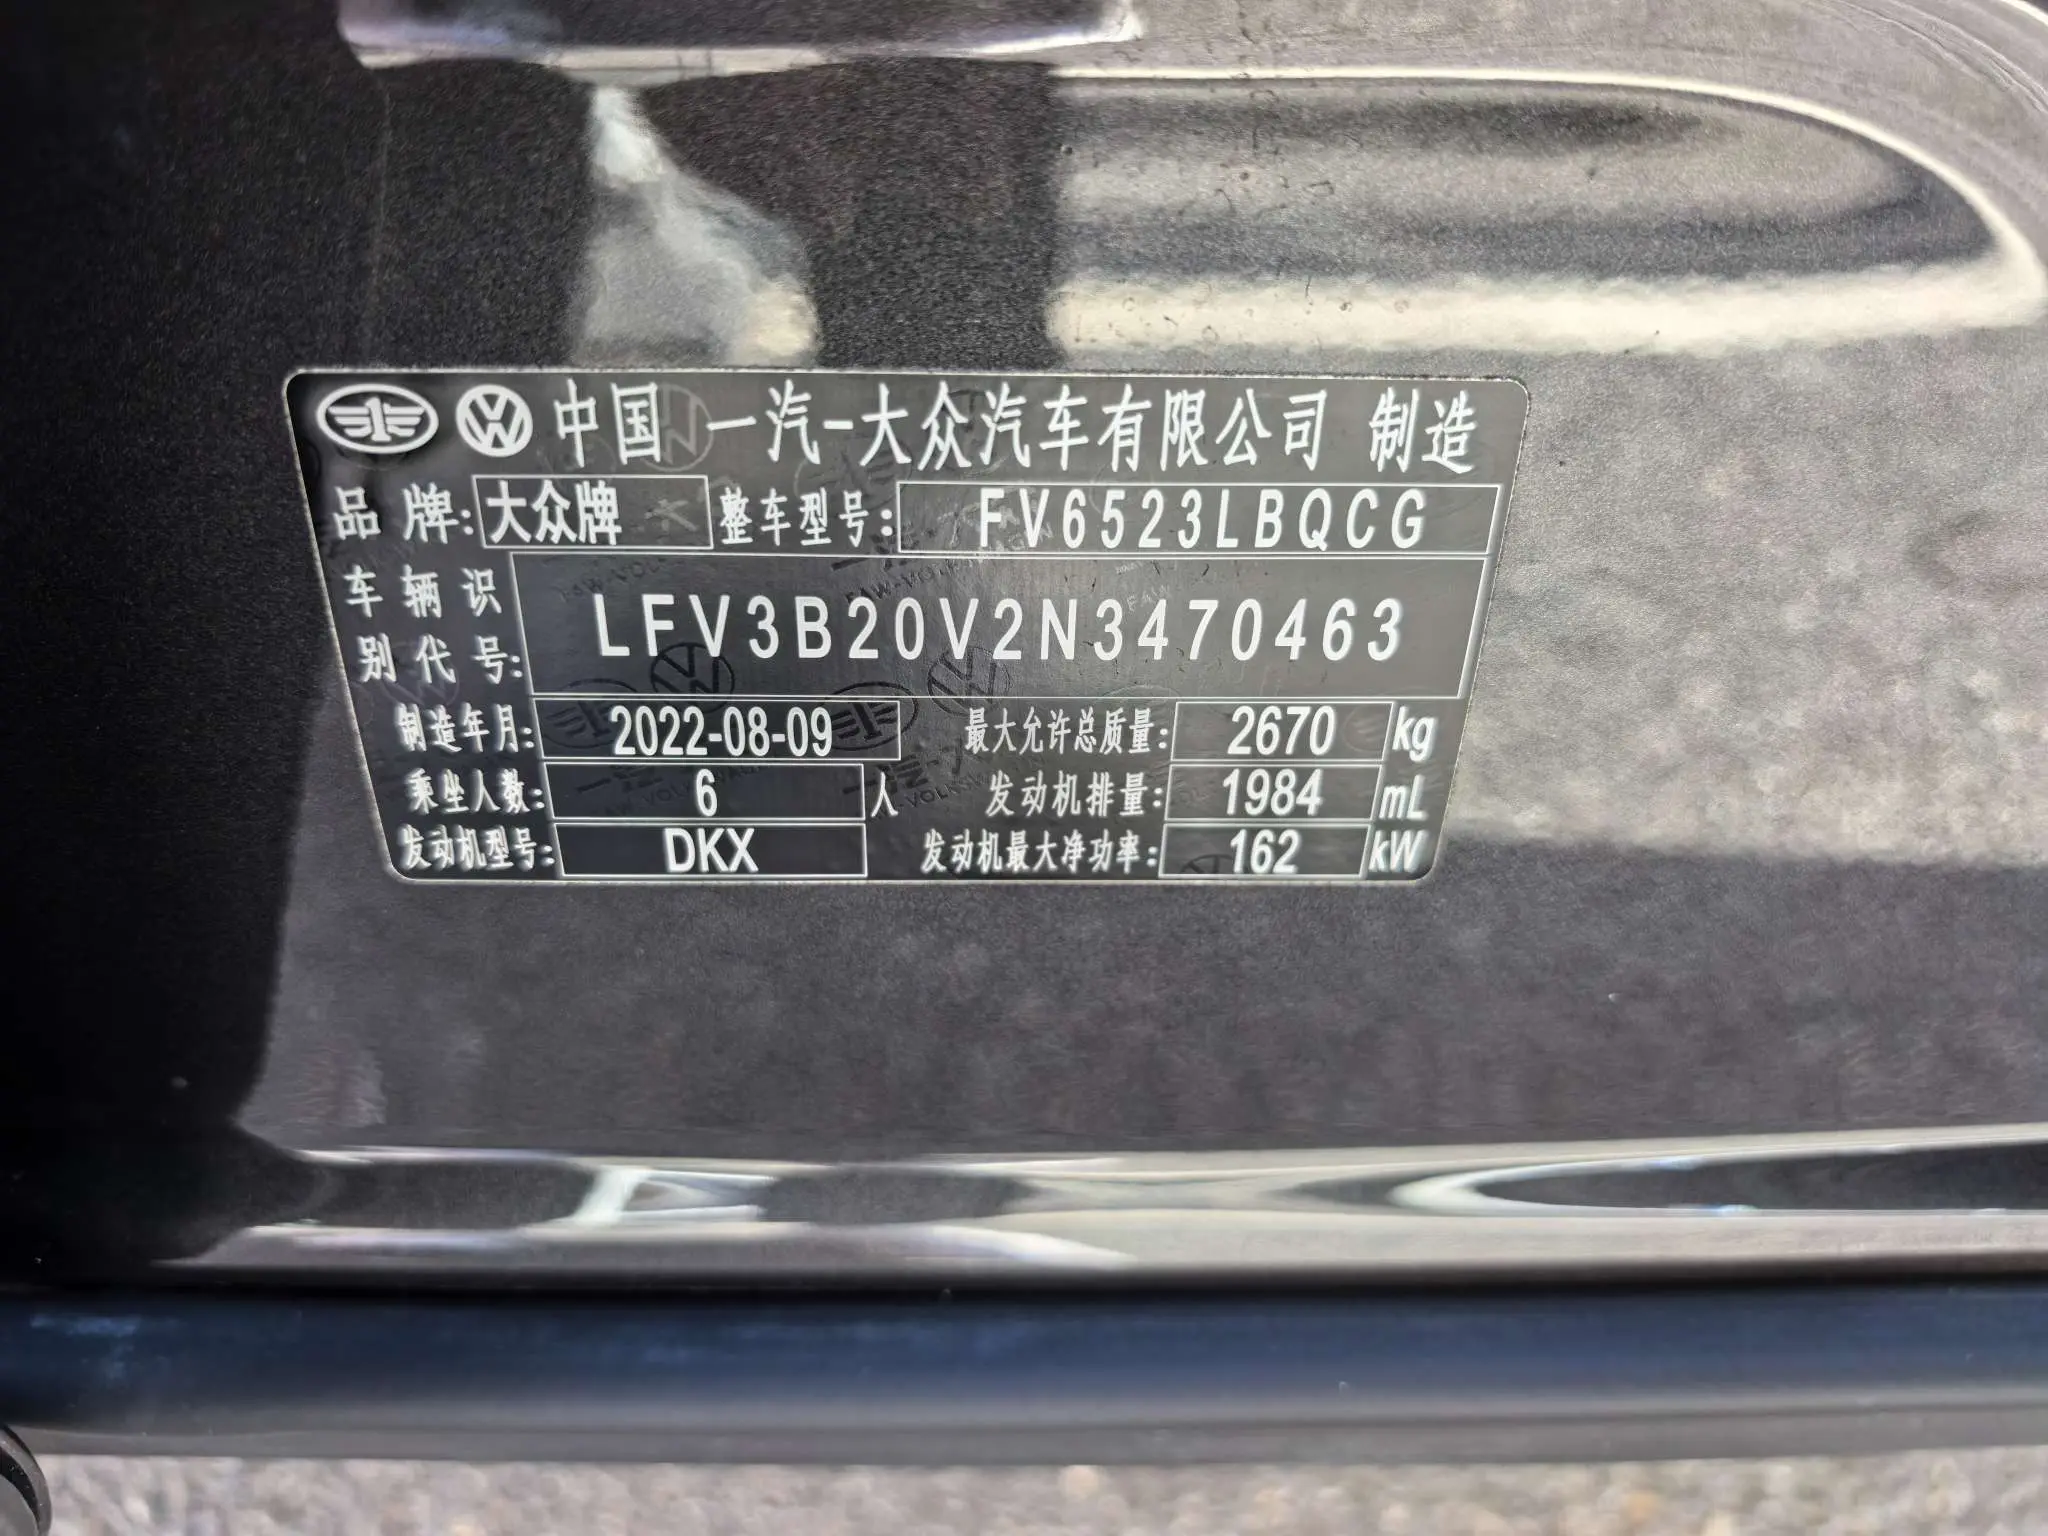 中国 一汽-大众汽车有限公司 制造
品 牌: 大众牌 整车型号: FV6523LBQCG
车辆识别代号: LFV3B20V2N3470463
制造年月: 2022-08-09 最大允许总质量: 2670 kg
乘坐人数: 6 人 发动机排量: 1984 mL
发动机型号: DKX 发动机最大净功率: 162 kW